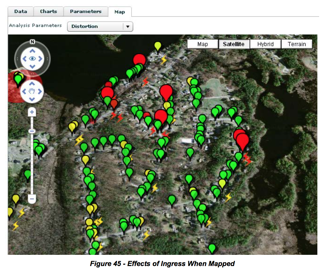 Data Charts Parameters Map
Analysis Parameters Distortion
Map Satellite Hybrid Terrain
N
Figure 45 - Effects of Ingress When Mapped